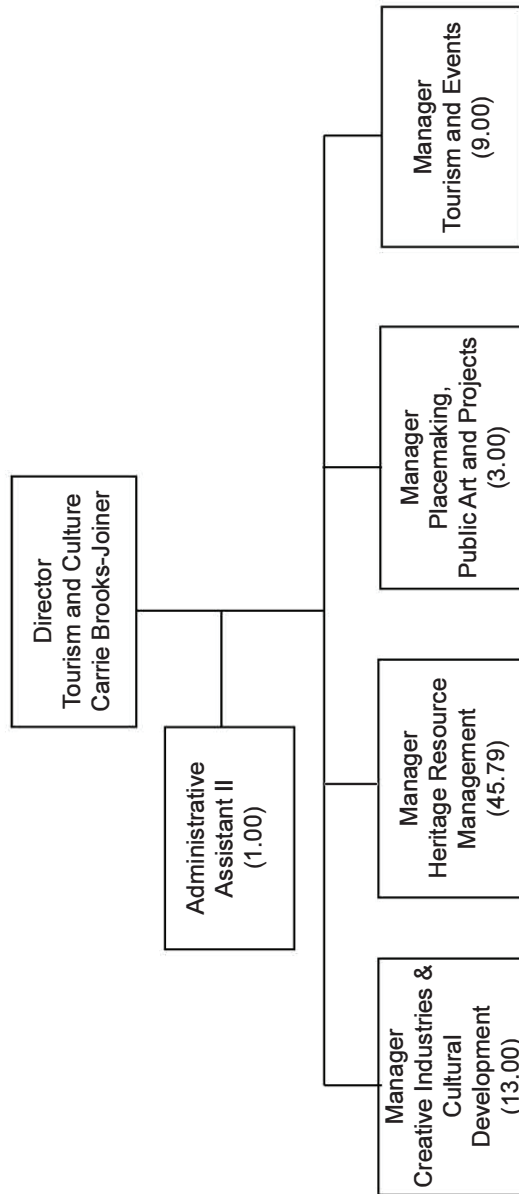 Director
Tourism and Culture
Carrie Brooks-Joiner
Administrative
Assistant II
(1.00)
Manager
Creative Industries &
Cultural
Development
(13.00)
Manager
Heritage Resource
Management
(45.79)
Manager
Placemaking,
Public Art and Projects
(3.00)
Manager
Tourism and Events
(9.00)